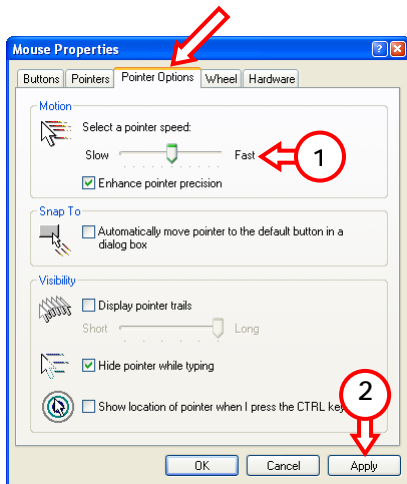 Mouse Properties
Buttons Pointers Pointer Options Wheel Hardware
Motion
Select a pointer speed:
Slow Fast
1
Enhance pointer precision
Snap To
Automatically move pointer to the default button in a
dialog box
Visibility
Display pointer trails
Short Long
Hide pointer while typing
2
Show location of pointer when I press the CTRL key
OK Cancel Apply